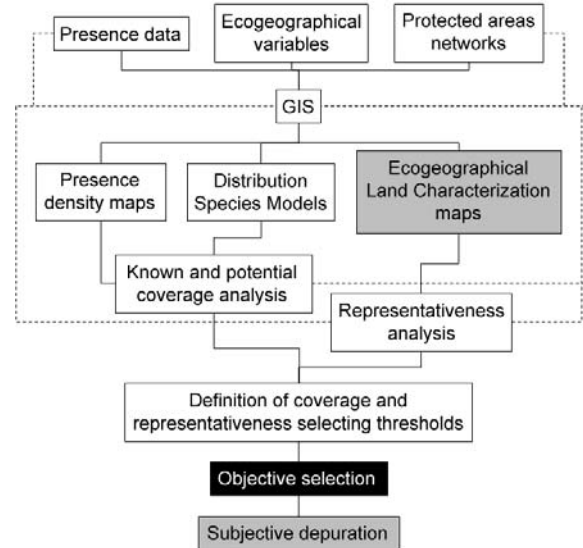 Presence data
Ecogeographical
variables
Protected areas
networks
GIS
Presence
density maps
Distribution
Species Models
Ecogeographical
Land Characterization
maps
Known and potential
coverage analysis
Representativeness
analysis
Definition of coverage and
representativeness selecting thresholds
Objective selection
Subjective depuration